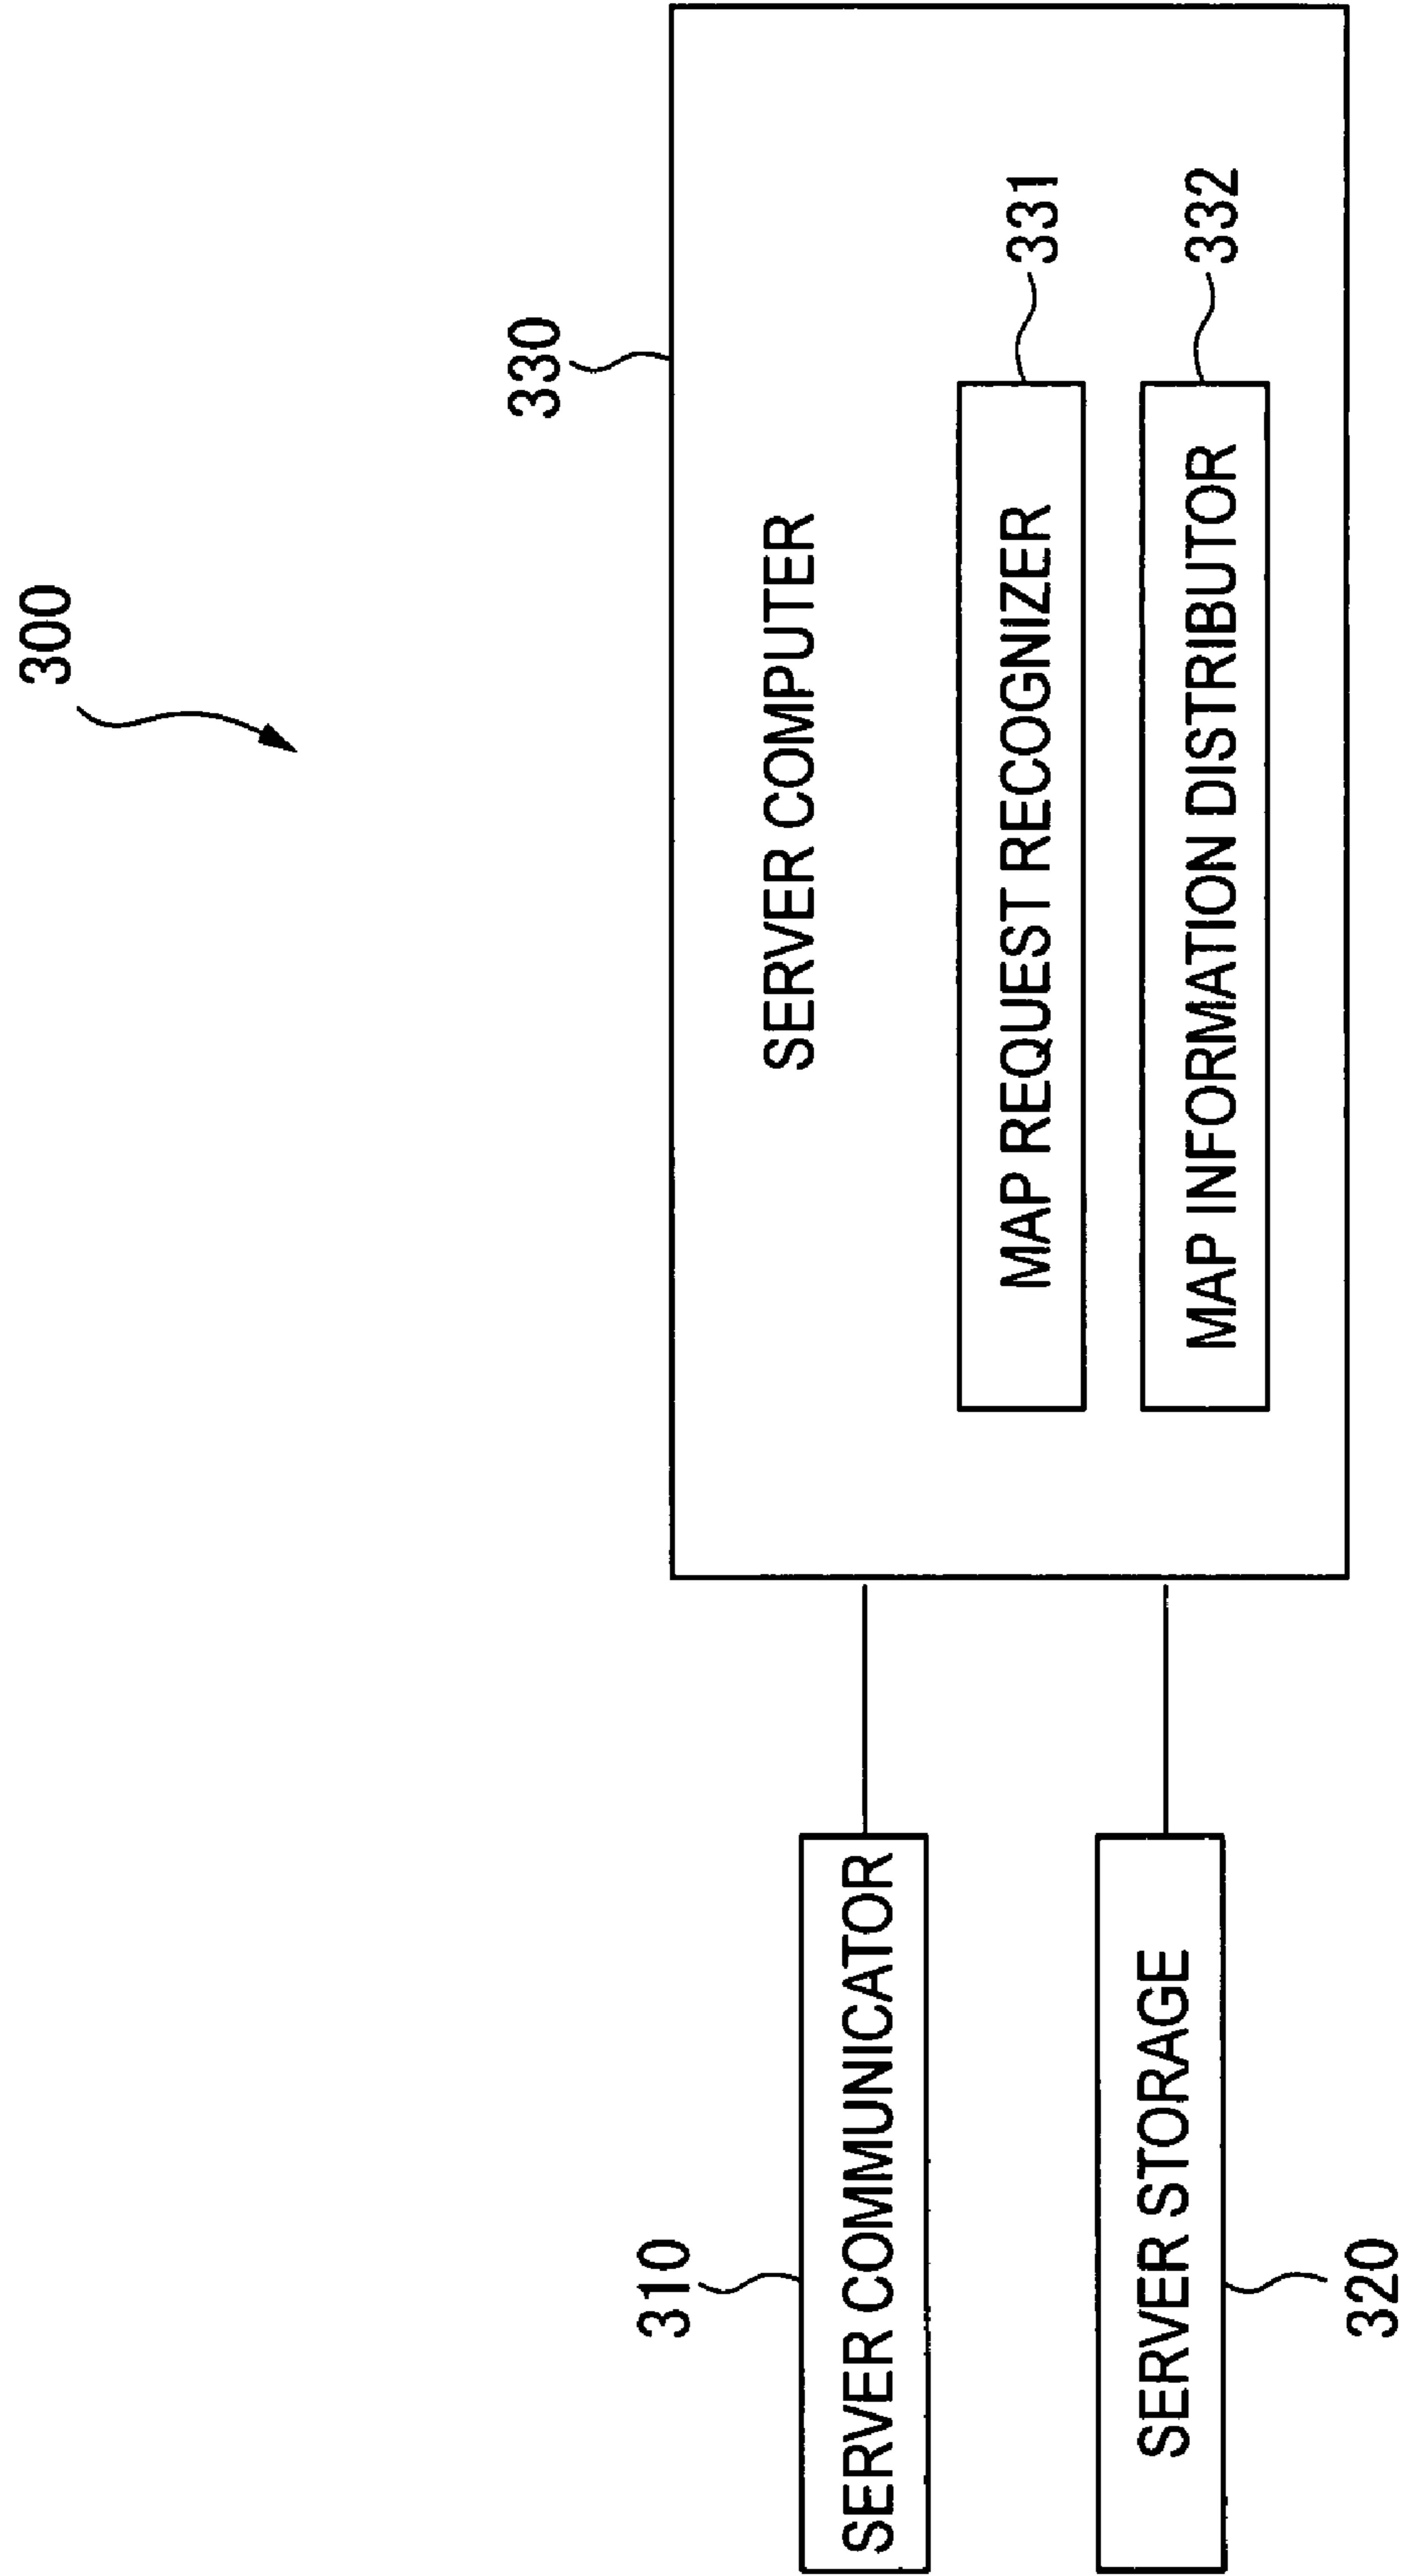 300
330
SERVER COMPUTER
310
SERVER COMMUNICATOR
MAP REQUEST RECOGNIZER
331
SERVER STORAGE
320
MAP INFORMATION DISTRIBUTOR
332